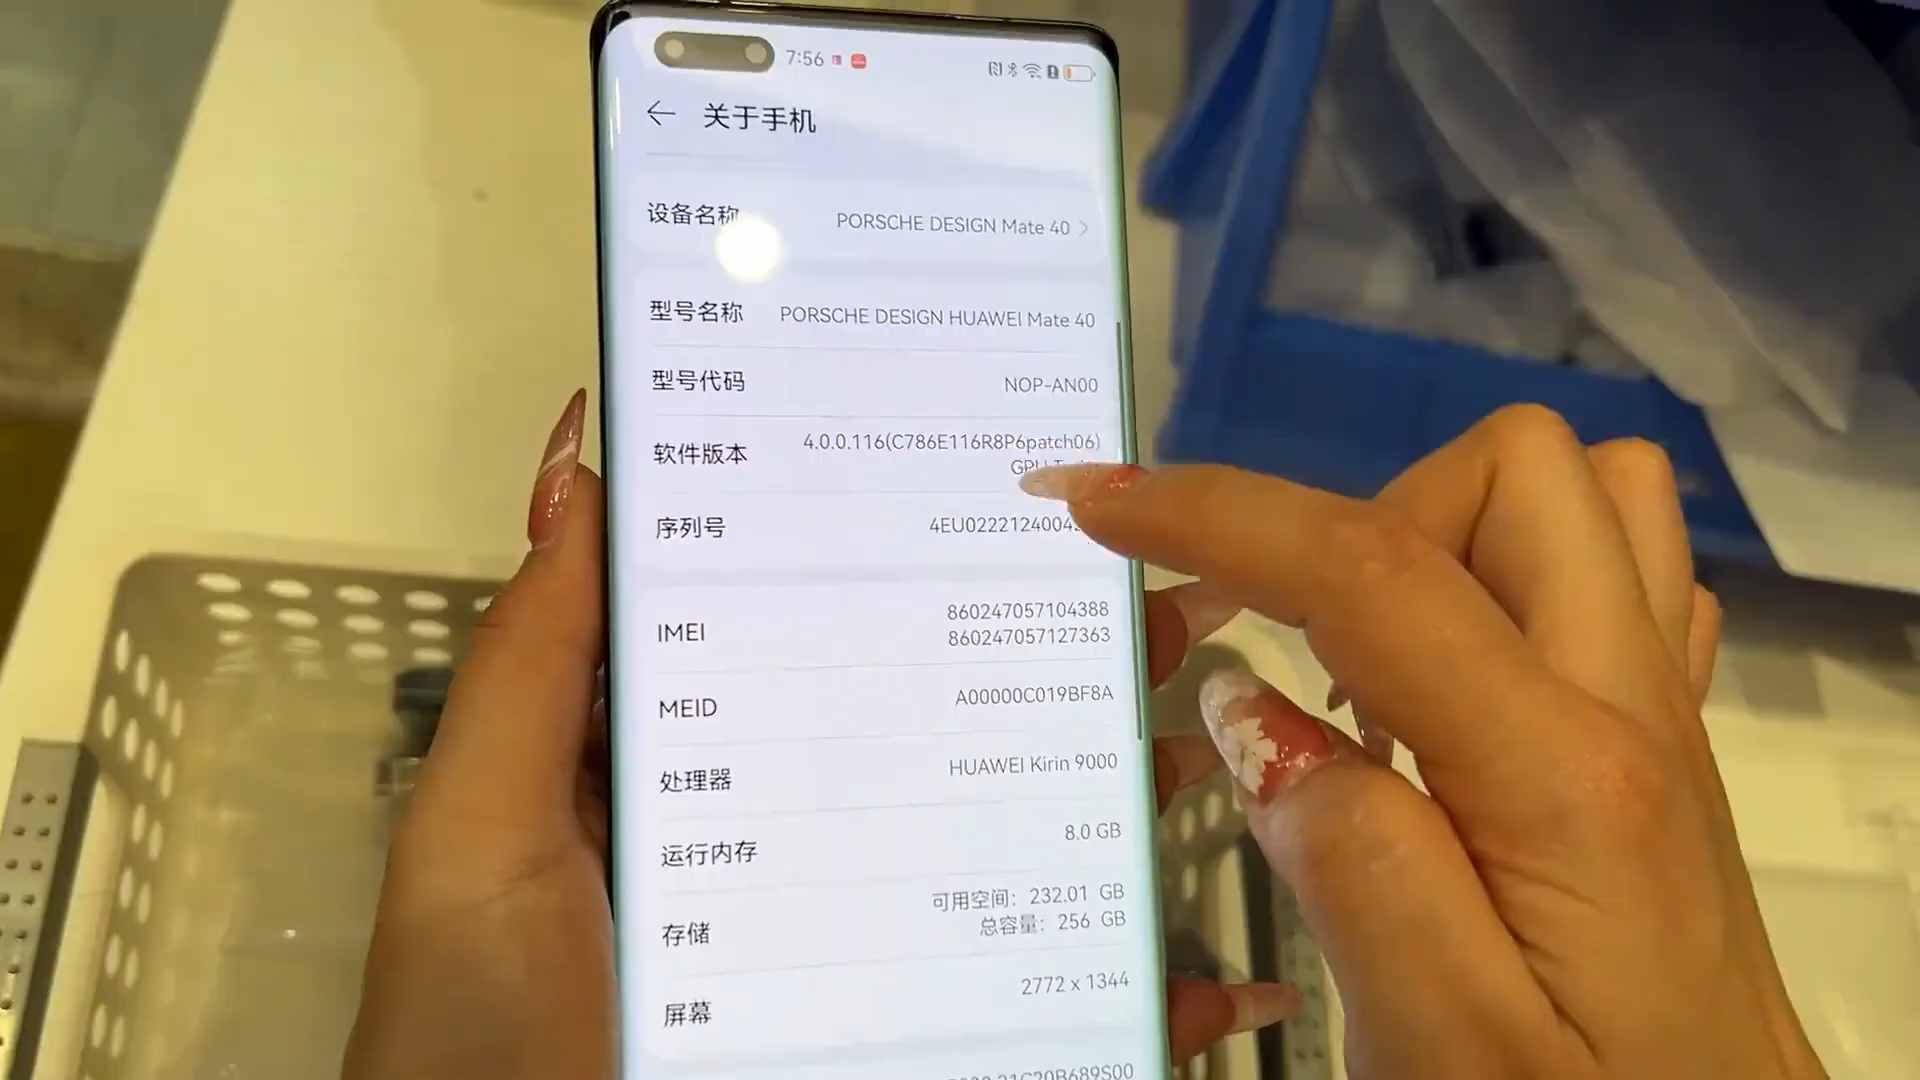 7:56
关于手机
设备名称 PORSCHE DESIGN Mate 40
型号名称 PORSCHE DESIGN HUAWEI Mate 40
型号代码 NOP-AN00
软件版本 4.0.0.116(C786E116R8P6patch06)
序列号
IMEI 860247057104388
860247057127363
MEID A00000C019BF8A
处理器 HUAWEI Kirin 9000
运行内存 8.0 GB
存储 可用空间: 232.01 GB
总容量: 256 GB
屏幕 2772 x 1344